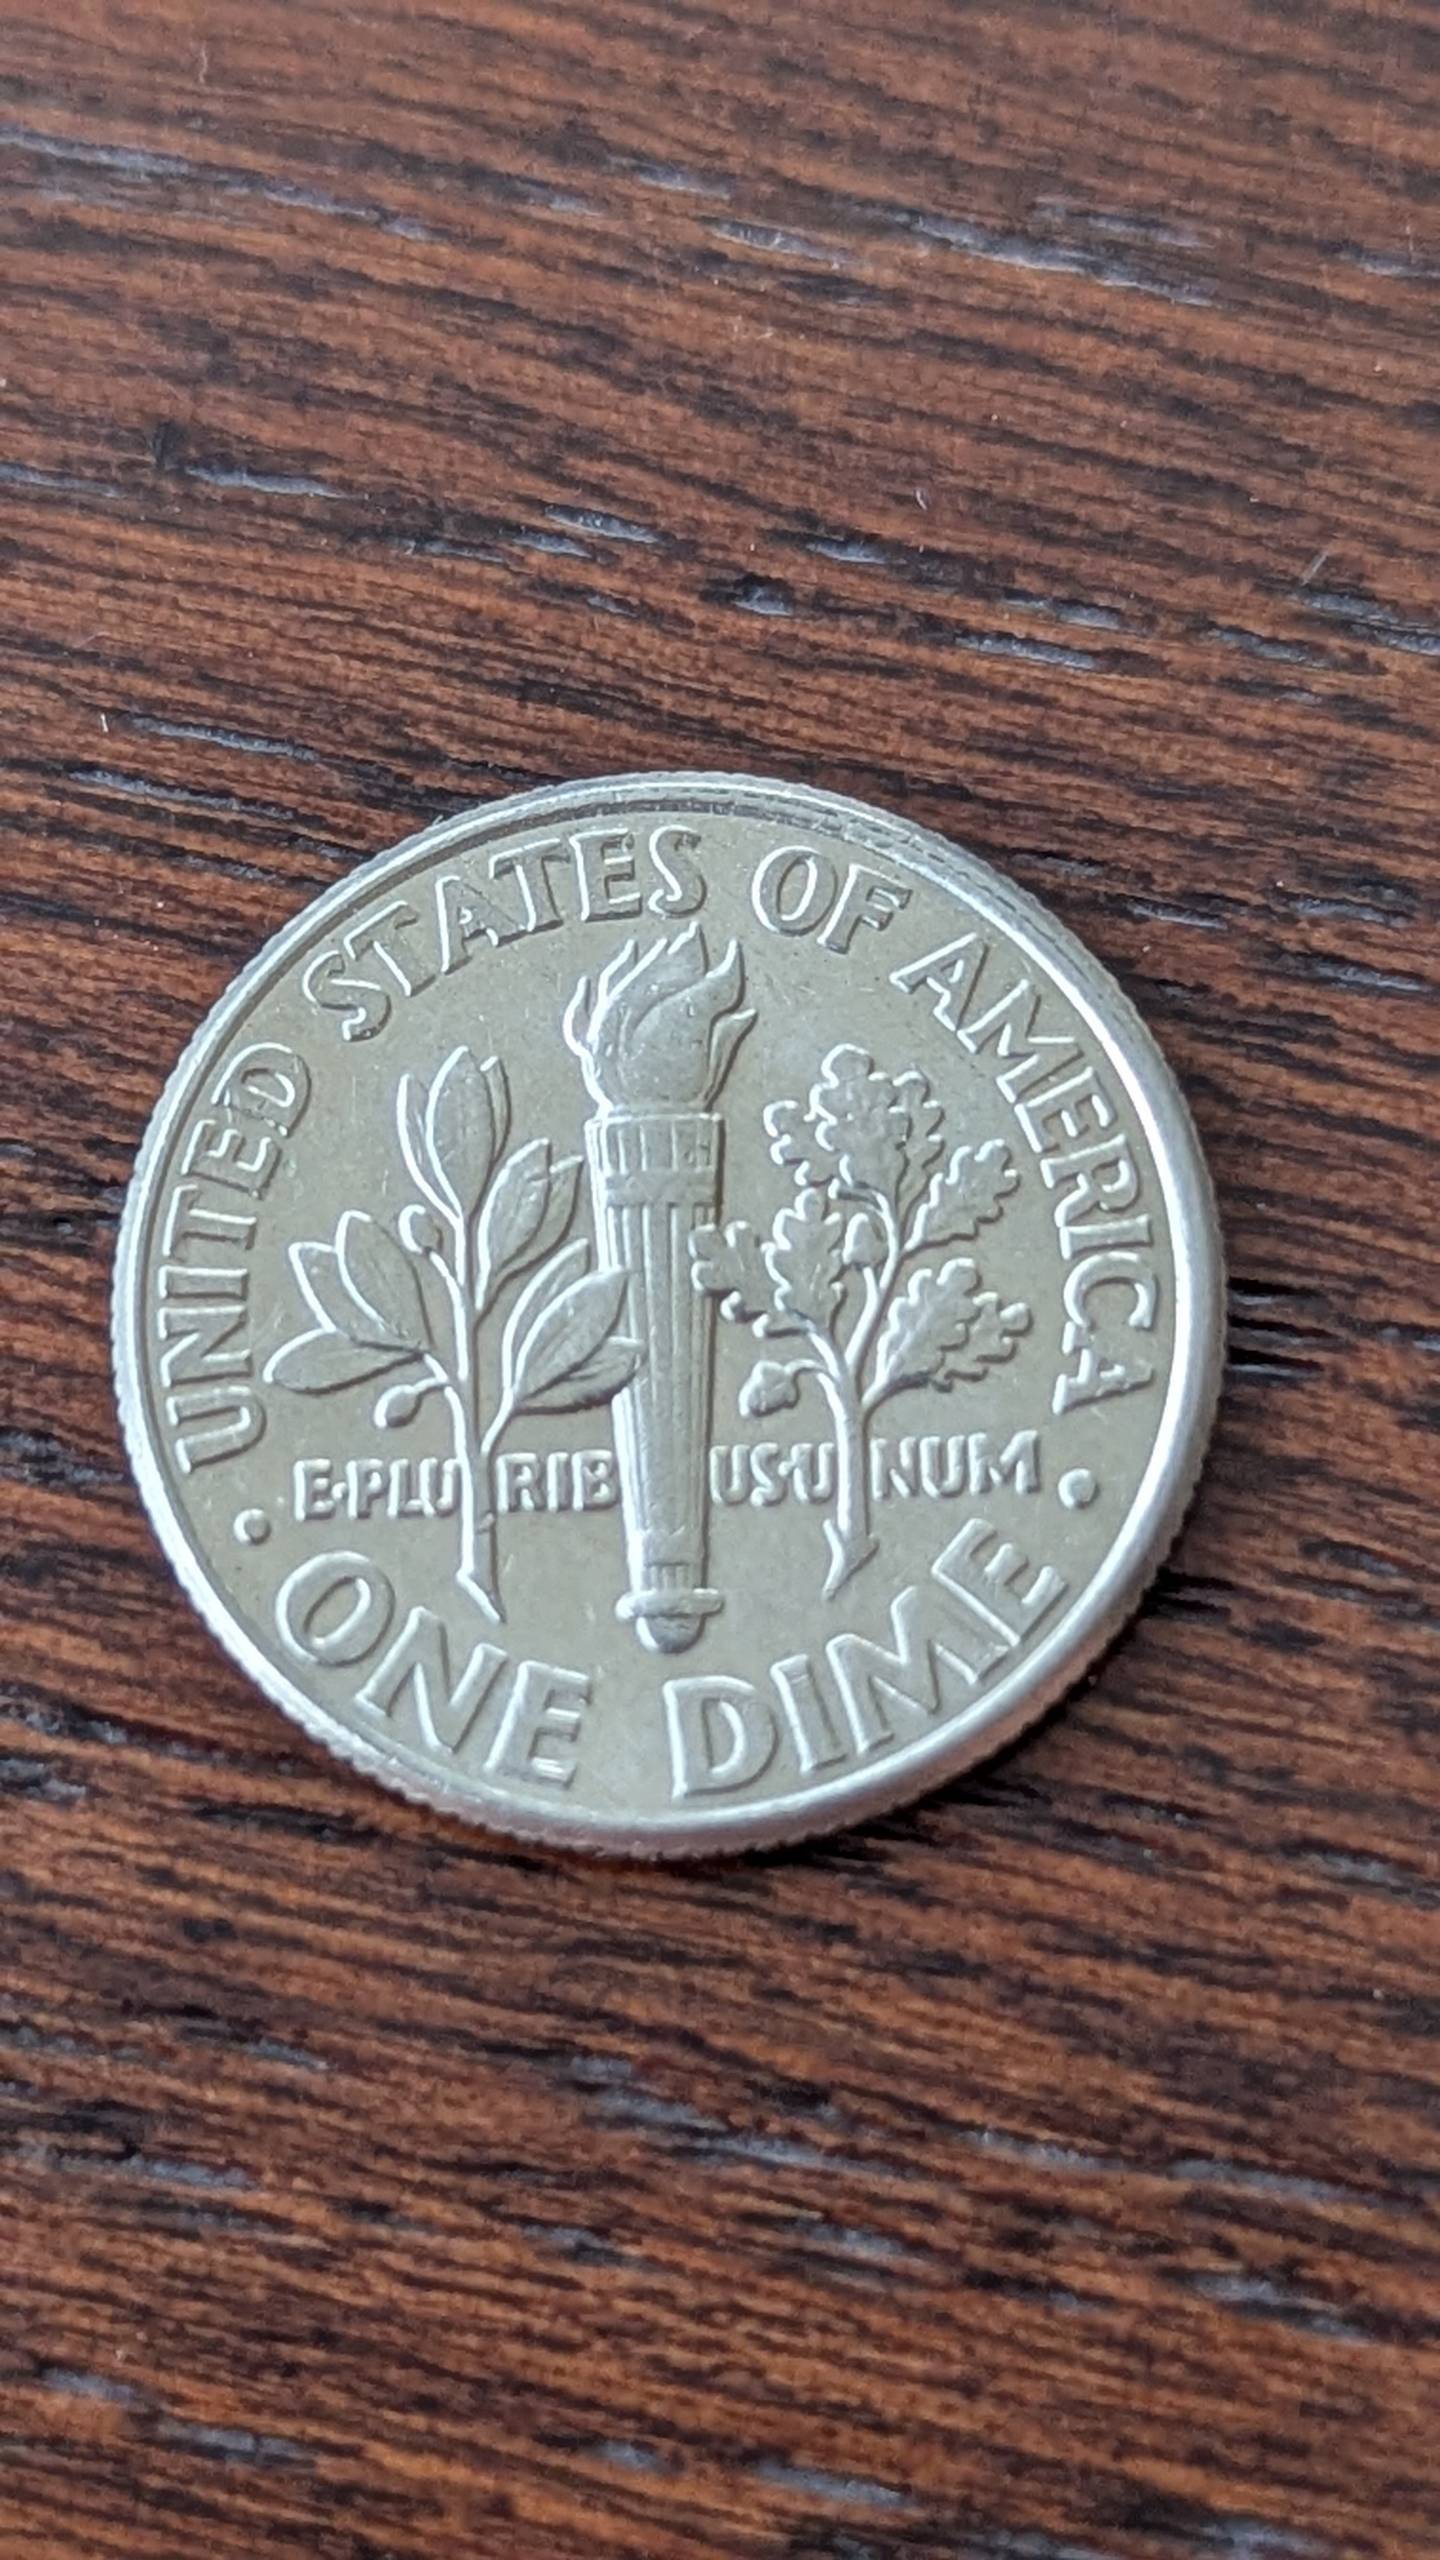 UNITED STATES OF AMERICA
E·PLURIBUS·UNUM
• ONE DIME •